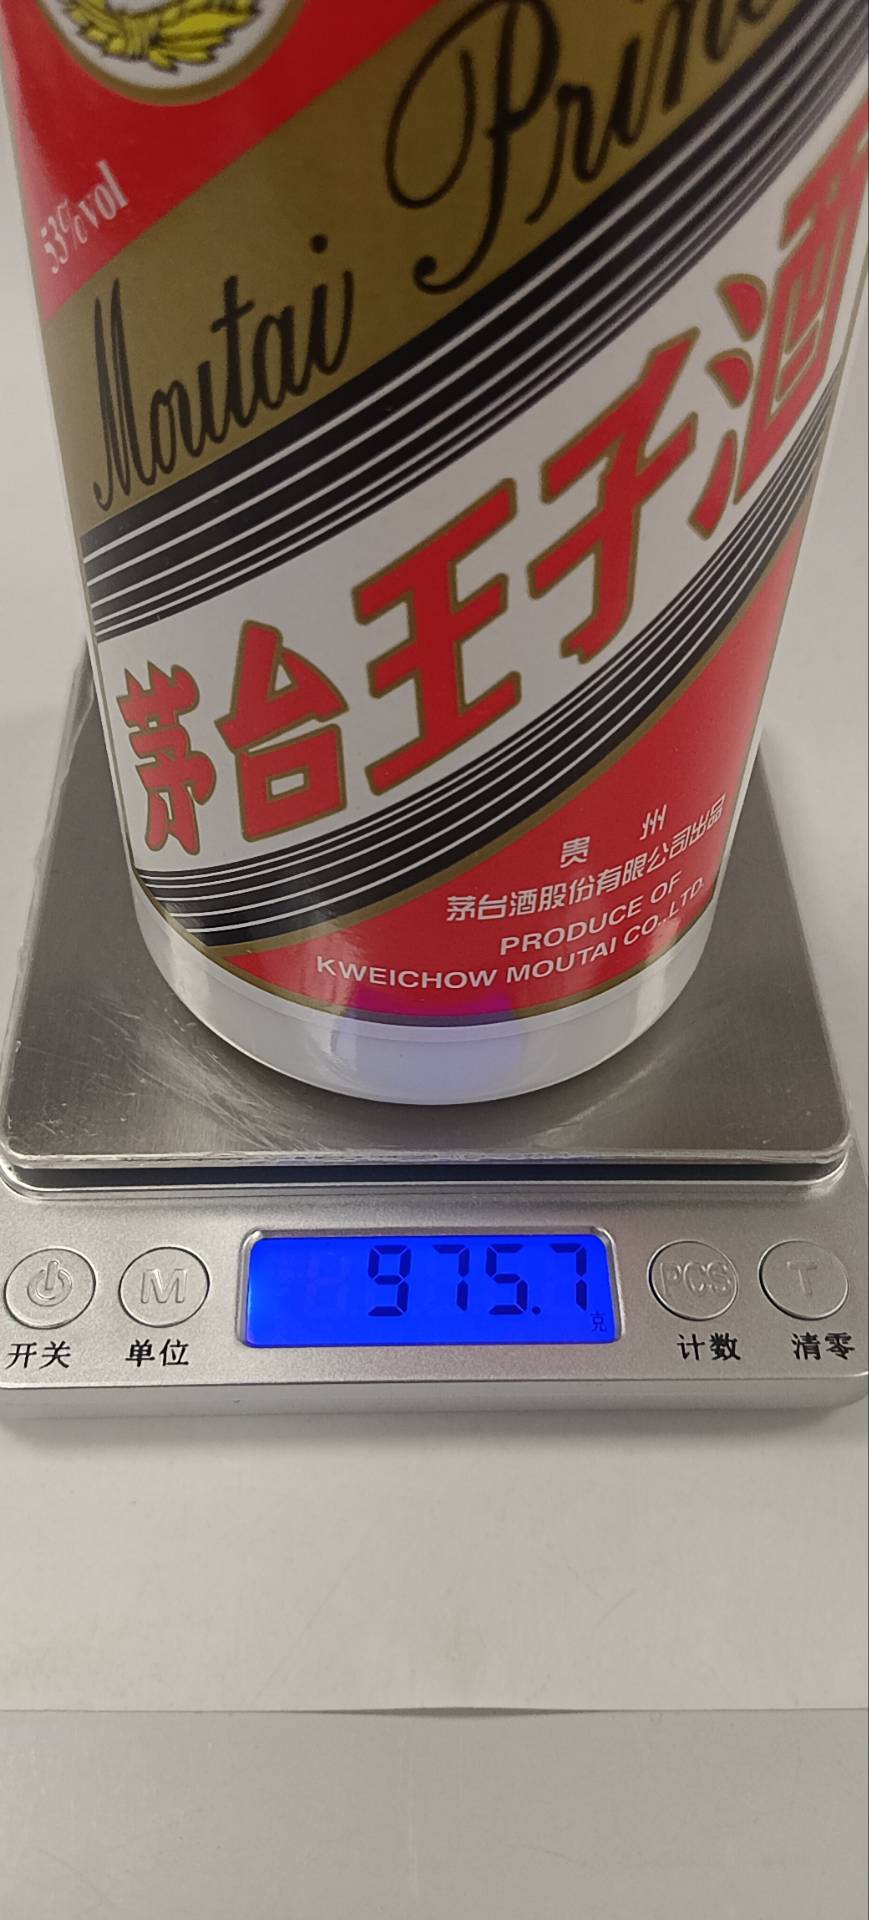 53%vol
Moutai Prin
茅台王子酒
贵州
茅台酒股份有限公司出品
PRODUCE OF
KWEICHOW MOUTAI CO., LTD.
975.7
克
M
PCS
T
开关
单位
计数
清零